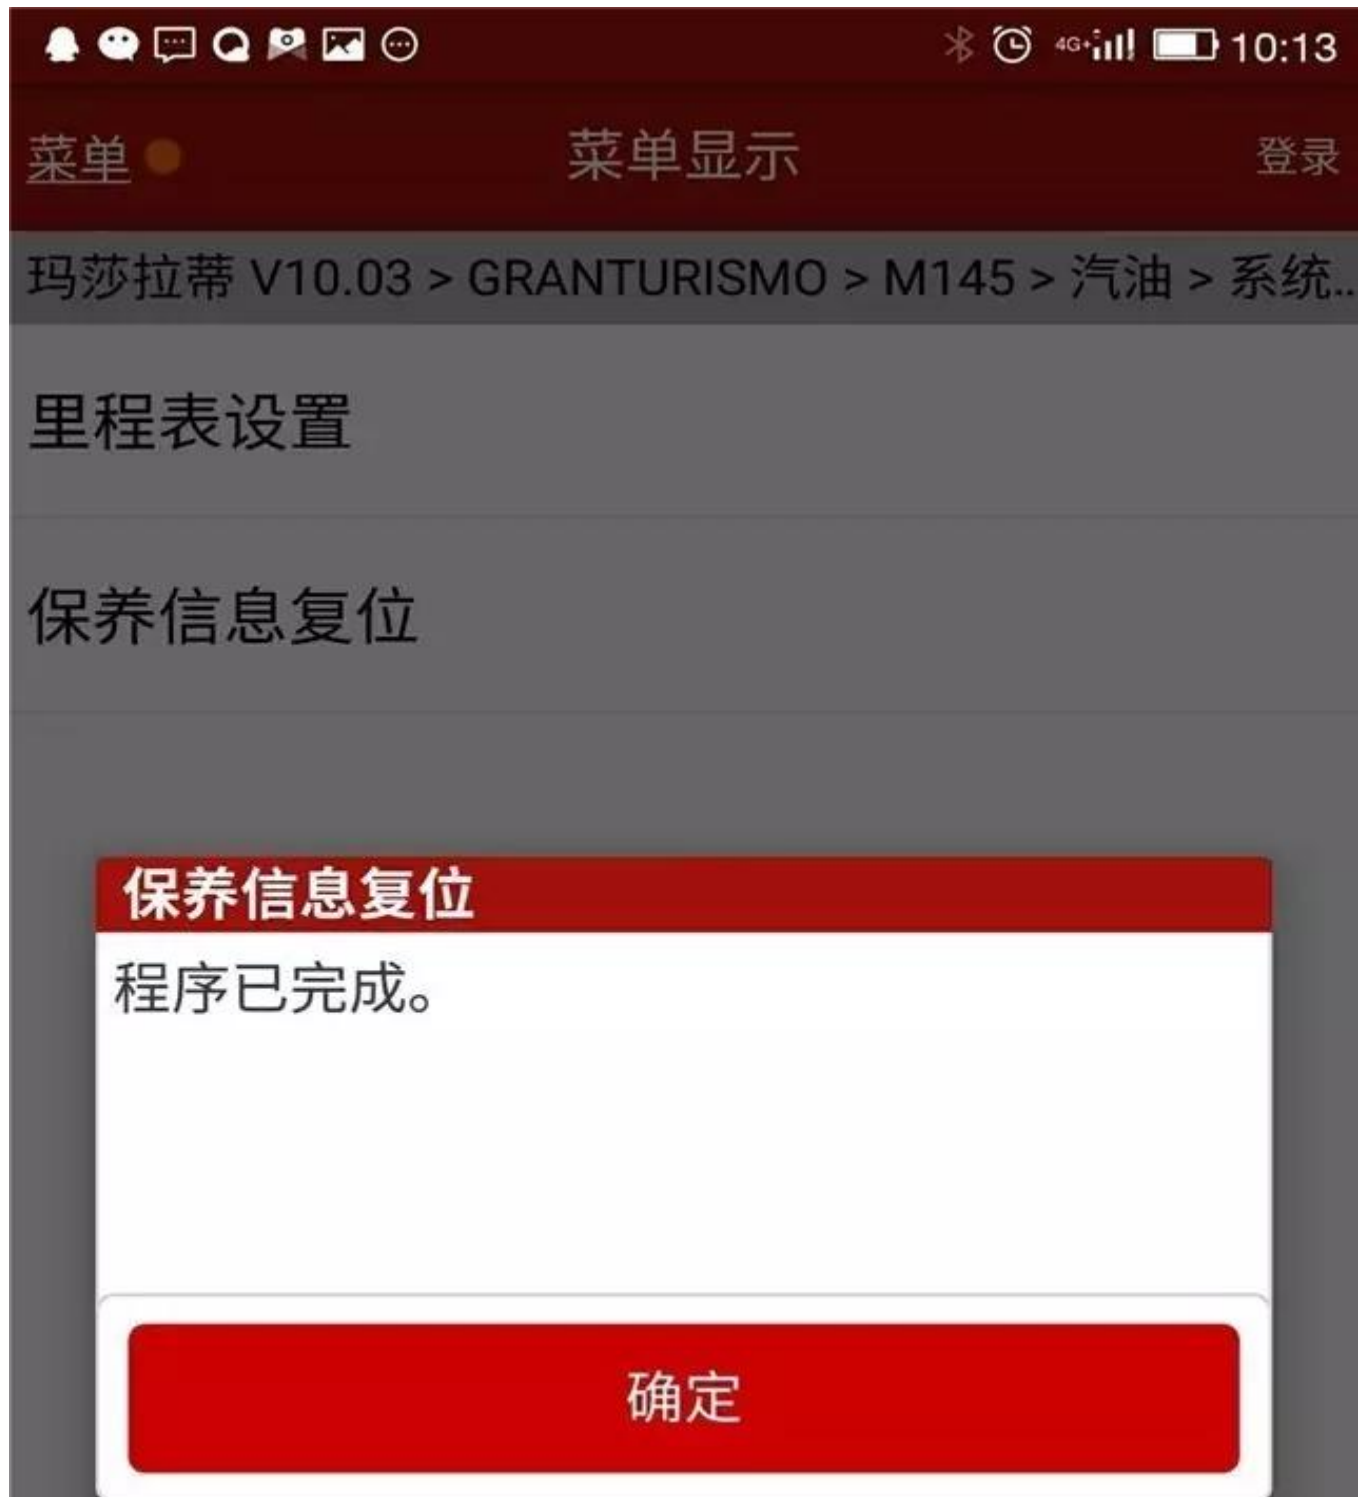 4G+ 10:13
菜单 菜单显示 登录
玛莎拉蒂 V10.03 > GRANTURISMO > M145 > 汽油 > 系统..
里程表设置
保养信息复位
保养信息复位
程序已完成。
确定